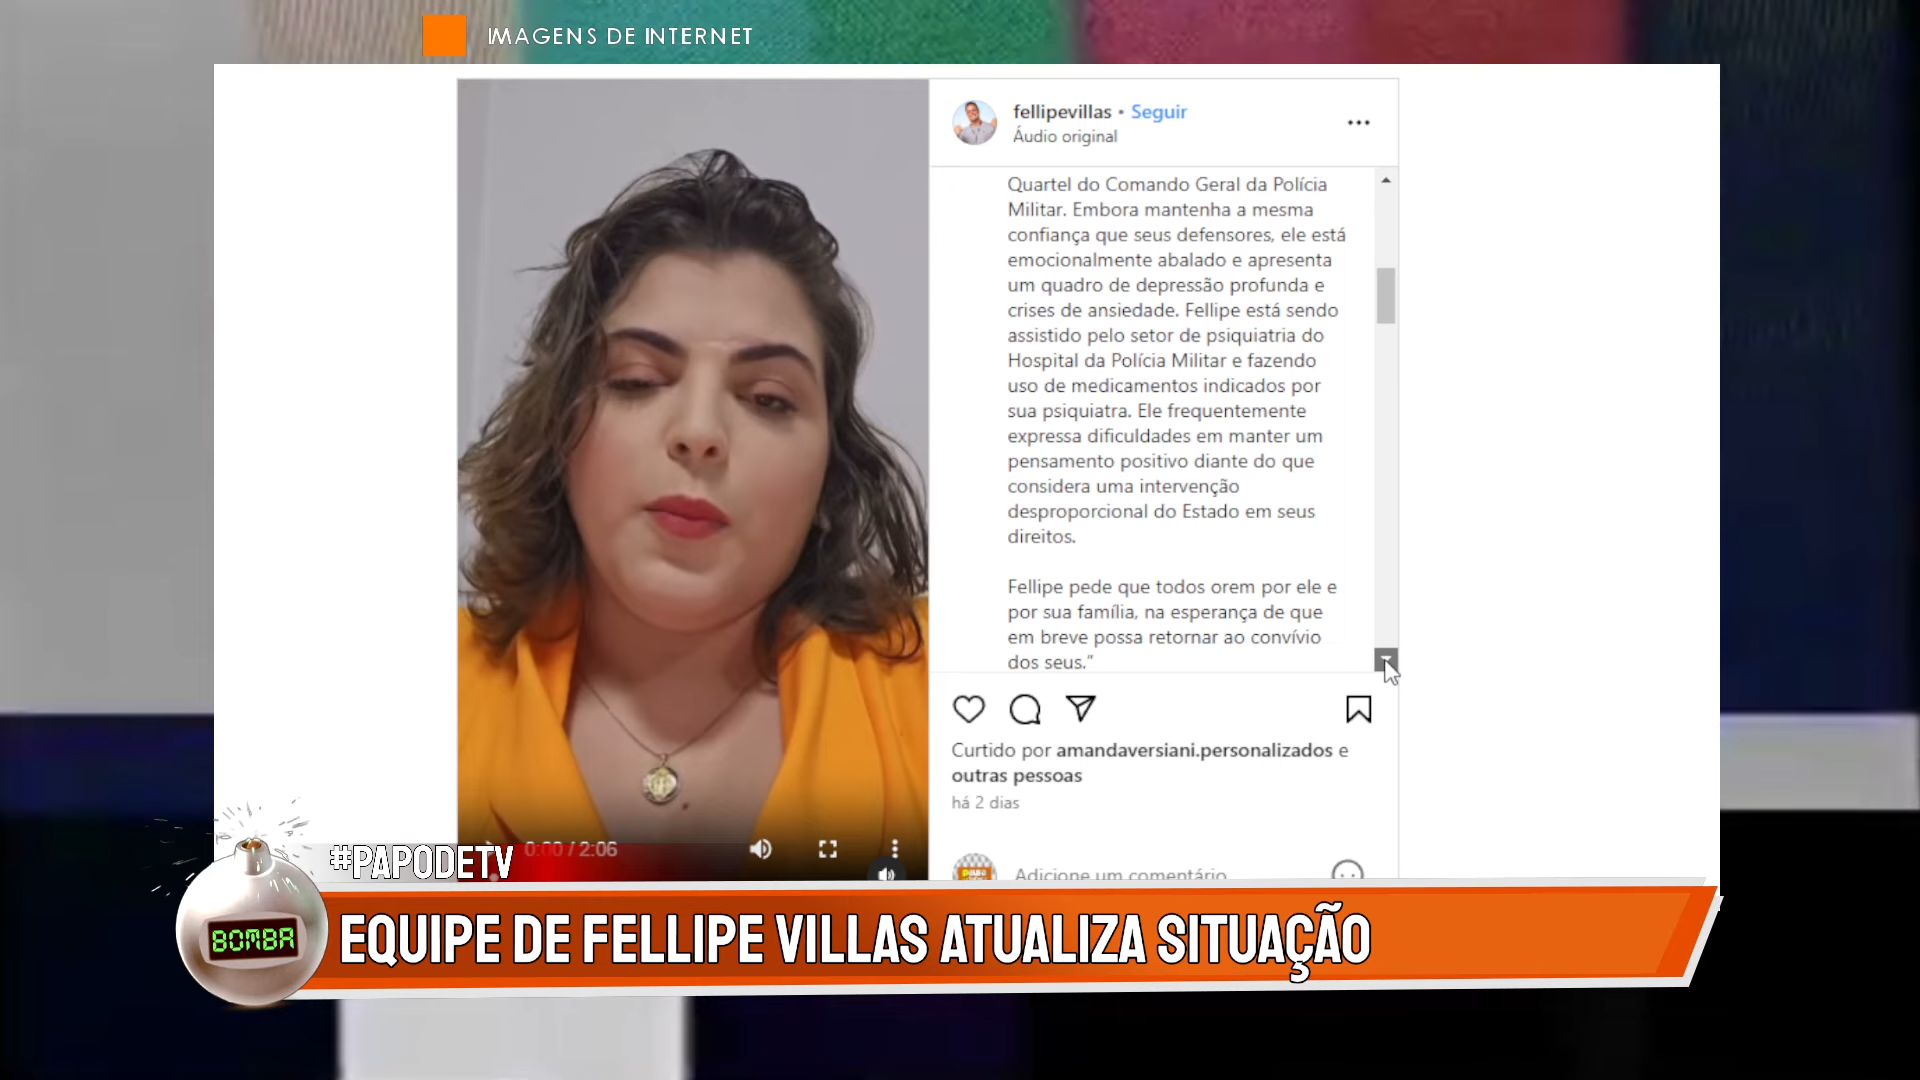 IMAGENS DE INTERNET
fellipevillas • Seguir
Áudio original
Quartel do Comando Geral da Polícia
Militar. Embora mantenha a mesma
confiança que seus defensores, ele está
emocionalmente abalado e apresenta
um quadro de depressão profunda e
crises de ansiedade. Fellipe está sendo
assistido pelo setor de psiquiatria do
Hospital da Polícia Militar e fazendo
uso de medicamentos indicados por
sua psiquiatra. Ele frequentemente
expressa dificuldades em manter um
pensamento positivo diante do que
considera uma intervenção
desproporcional do Estado em seus
direitos.
Fellipe pede que todos orem por ele e
por sua família, na esperança de que
em breve possa retornar ao convívio
dos seus.”
Curtido por amandaversiani.personalizados e
outras pessoas
há 2 dias
Adicione um comentário
0:00 / 2:06
#PAPODETV
BOMBA
EQUIPE DE FELLIPE VILLAS ATUALIZA SITUAÇÃO